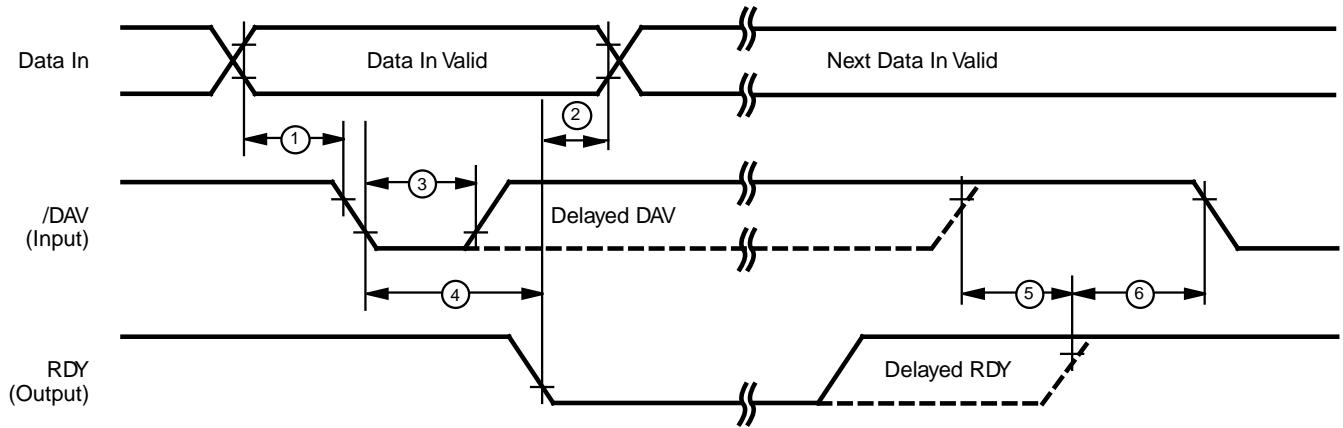 Data In
Data In Valid
Next Data In Valid
1
2
3
/DAV
(Input)
Delayed DAV
4
5
6
RDY
(Output)
Delayed RDY